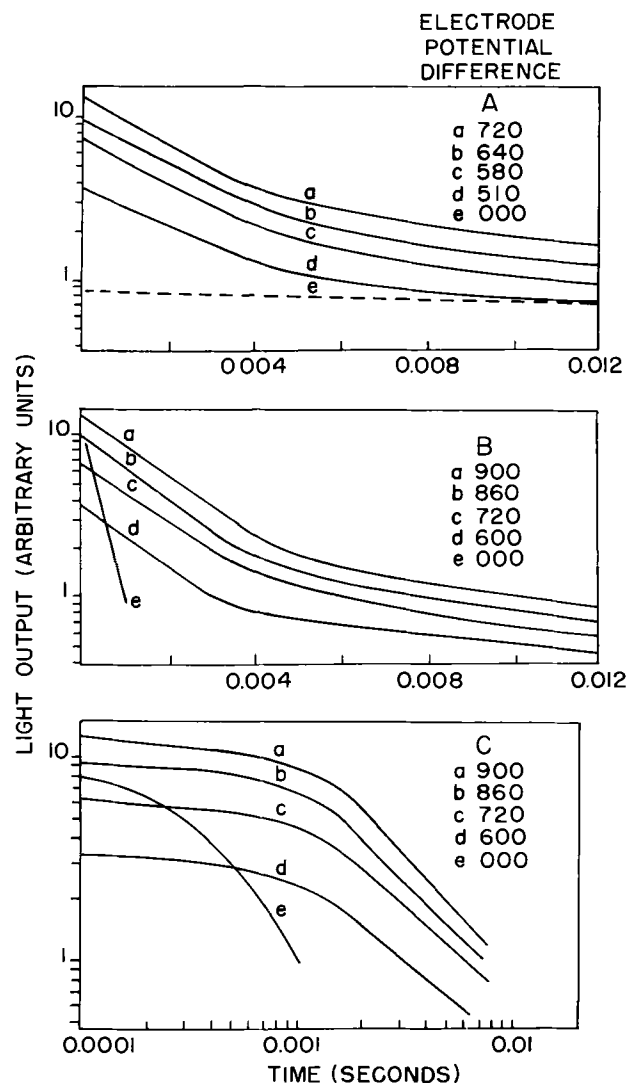 ELECTRODE
POTENTIAL
DIFFERENCE
A
a 720
b 640
c 580
d 510
e 000
10
1
a
b
c
d
e
0.004
0.008
0.012
B
a 900
b 860
c 720
d 600
e 000
10
1
a
b
c
d
e
0.004
0.008
0.012
C
a 900
b 860
c 720
d 600
e 000
10
1
a
b
c
d
e
0.0001
0.001
0.01
TIME (SECONDS)
LIGHT OUTPUT (ARBITRARY UNITS)